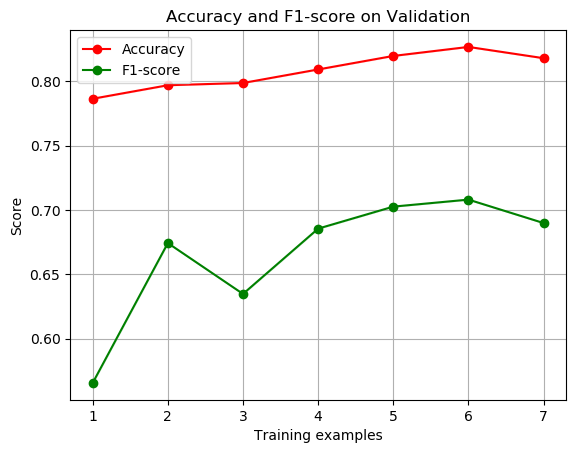 Accuracy and F1-score on Validation
Accuracy
F1-score
0.80
0.75
0.70
0.65
0.60
Score
1 2 3 4 5 6 7
Training examples